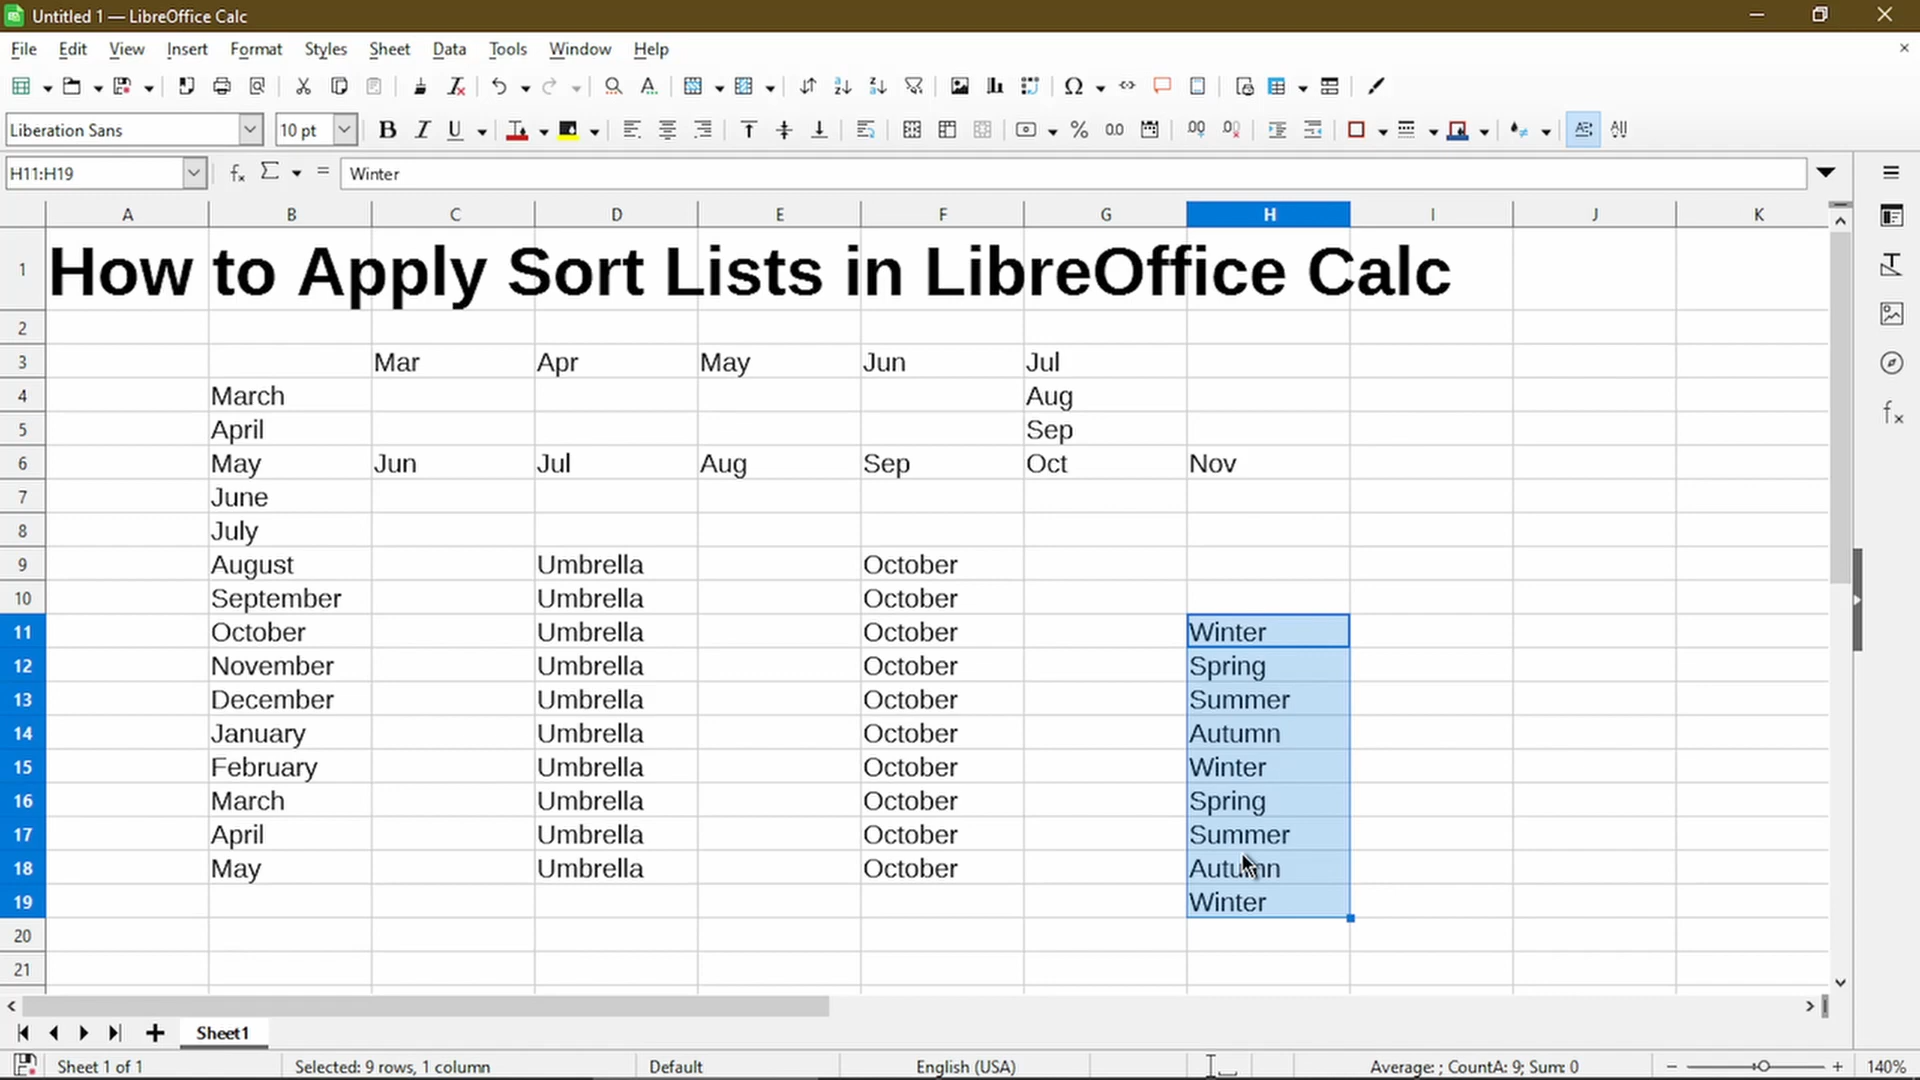 Untitled 1 — LibreOffice Calc
File Edit View Insert Format Styles Sheet Data Tools Window Help
Liberation Sans 10 pt
H11:H19 Winter
A B C D E F G H I J K
1 How to Apply Sort Lists in LibreOffice Calc
2
3 Mar Apr May Jun Jul
4 March Aug
5 April Sep
6 May Jun Jul Aug Sep Oct Nov
7 June
8 July
9 August Umbrella October
10 September Umbrella October
11 October Umbrella October Winter
12 November Umbrella October Spring
13 December Umbrella October Summer
14 January Umbrella October Autumn
15 February Umbrella October Winter
16 March Umbrella October Spring
17 April Umbrella October Summer
18 May Umbrella October Autumn
19 Winter
20
21
Sheet1
Sheet 1 of 1 Selected: 9 rows, 1 column Default English (USA) Average: ; CountA: 9; Sum: 0 140%